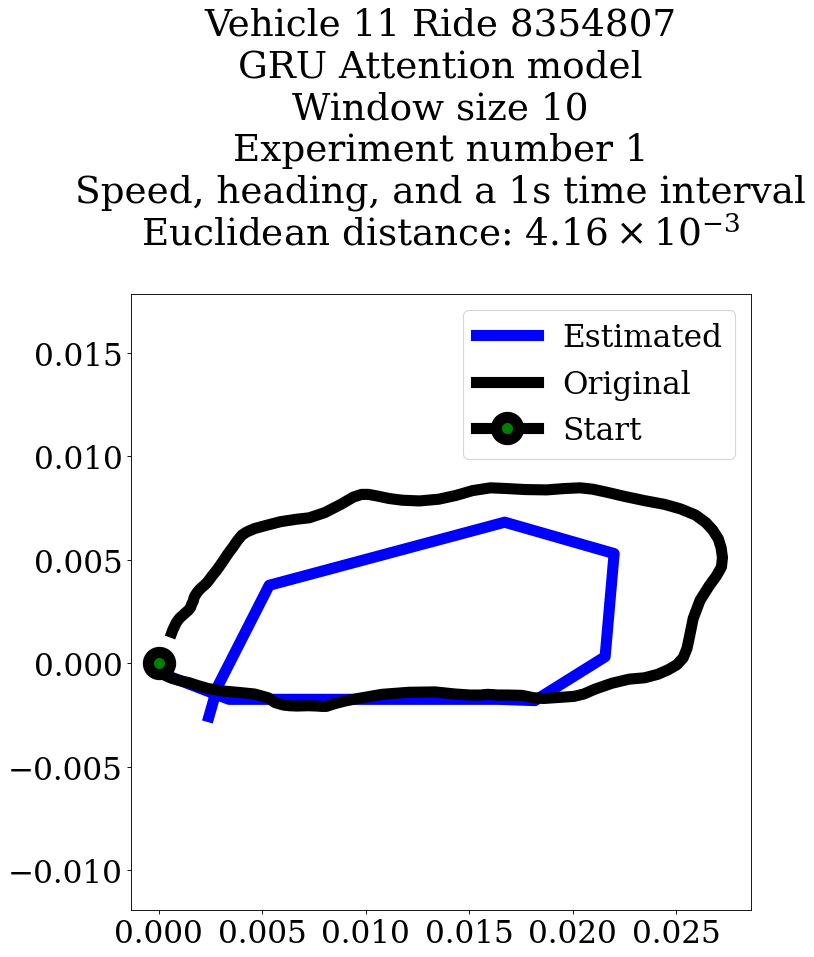 Vehicle 11 Ride 8354807
GRU Attention model
Window size 10
Experiment number 1
Speed, heading, and a 1s time interval
Euclidean distance: 4.16 × 10⁻³
Estimated
Original
Start
0.015
0.010
0.005
0.000
−0.005
−0.010
0.000 0.005 0.010 0.015 0.020 0.025